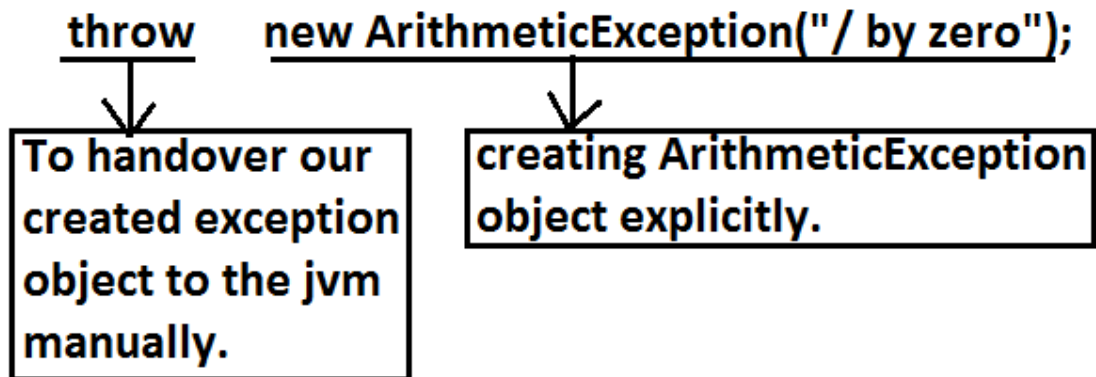 throw new ArithmeticException("/ by zero");
To handover our
created exception
object to the jvm
manually.
creating ArithmeticException
object explicitly.